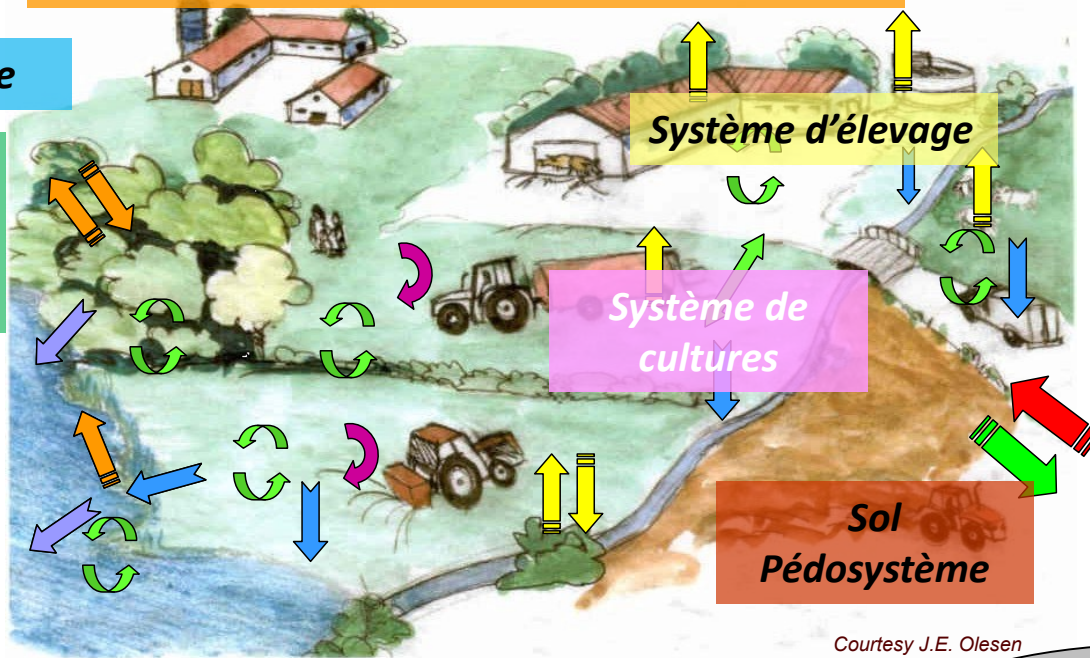 e
Système d'élevage
Système de
cultures
Sol
Pédosystème
Courtesy J.E. Olesen